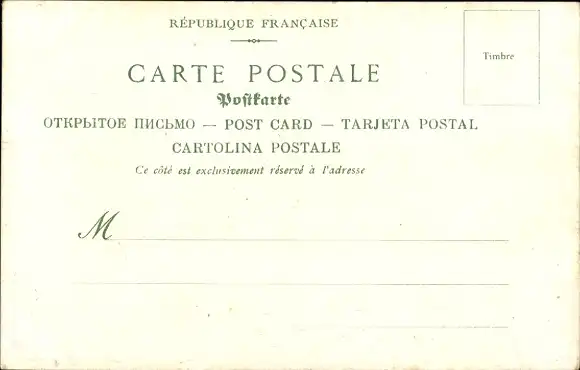 RÉPUBLIQUE FRANÇAISE
Timbre
CARTE POSTALE
Postkarte
ОТКРЫТОЕ ПИСЬМО — POST CARD — TARJETA POSTAL
CARTOLINA POSTALE
Ce côté est exclusivement réservé à l'adresse
M